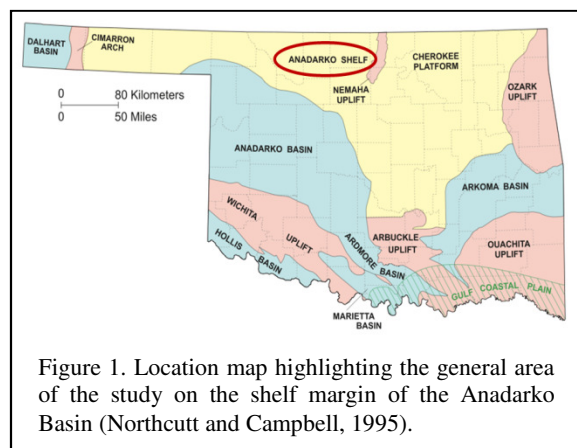 DALHART
BASIN
CIMARRON
ARCH
ANADARKO SHELF
CHEROKEE
PLATFORM
NEMAHA
UPLIFT
OZARK
UPLIFT
0 80 Kilometers
0 50 Miles
ANADARKO BASIN
ARKOMA BASIN
WICHITA
UPLIFT
HOLLIS BASIN
ARDMORE
BASIN
ARBUCKLE
UPLIFT
OUACHITA
UPLIFT
MARIETTA
BASIN
GULF COASTAL PLAIN
Figure 1. Location map highlighting the general area
of the study on the shelf margin of the Anadarko
Basin (Northcutt and Campbell, 1995).